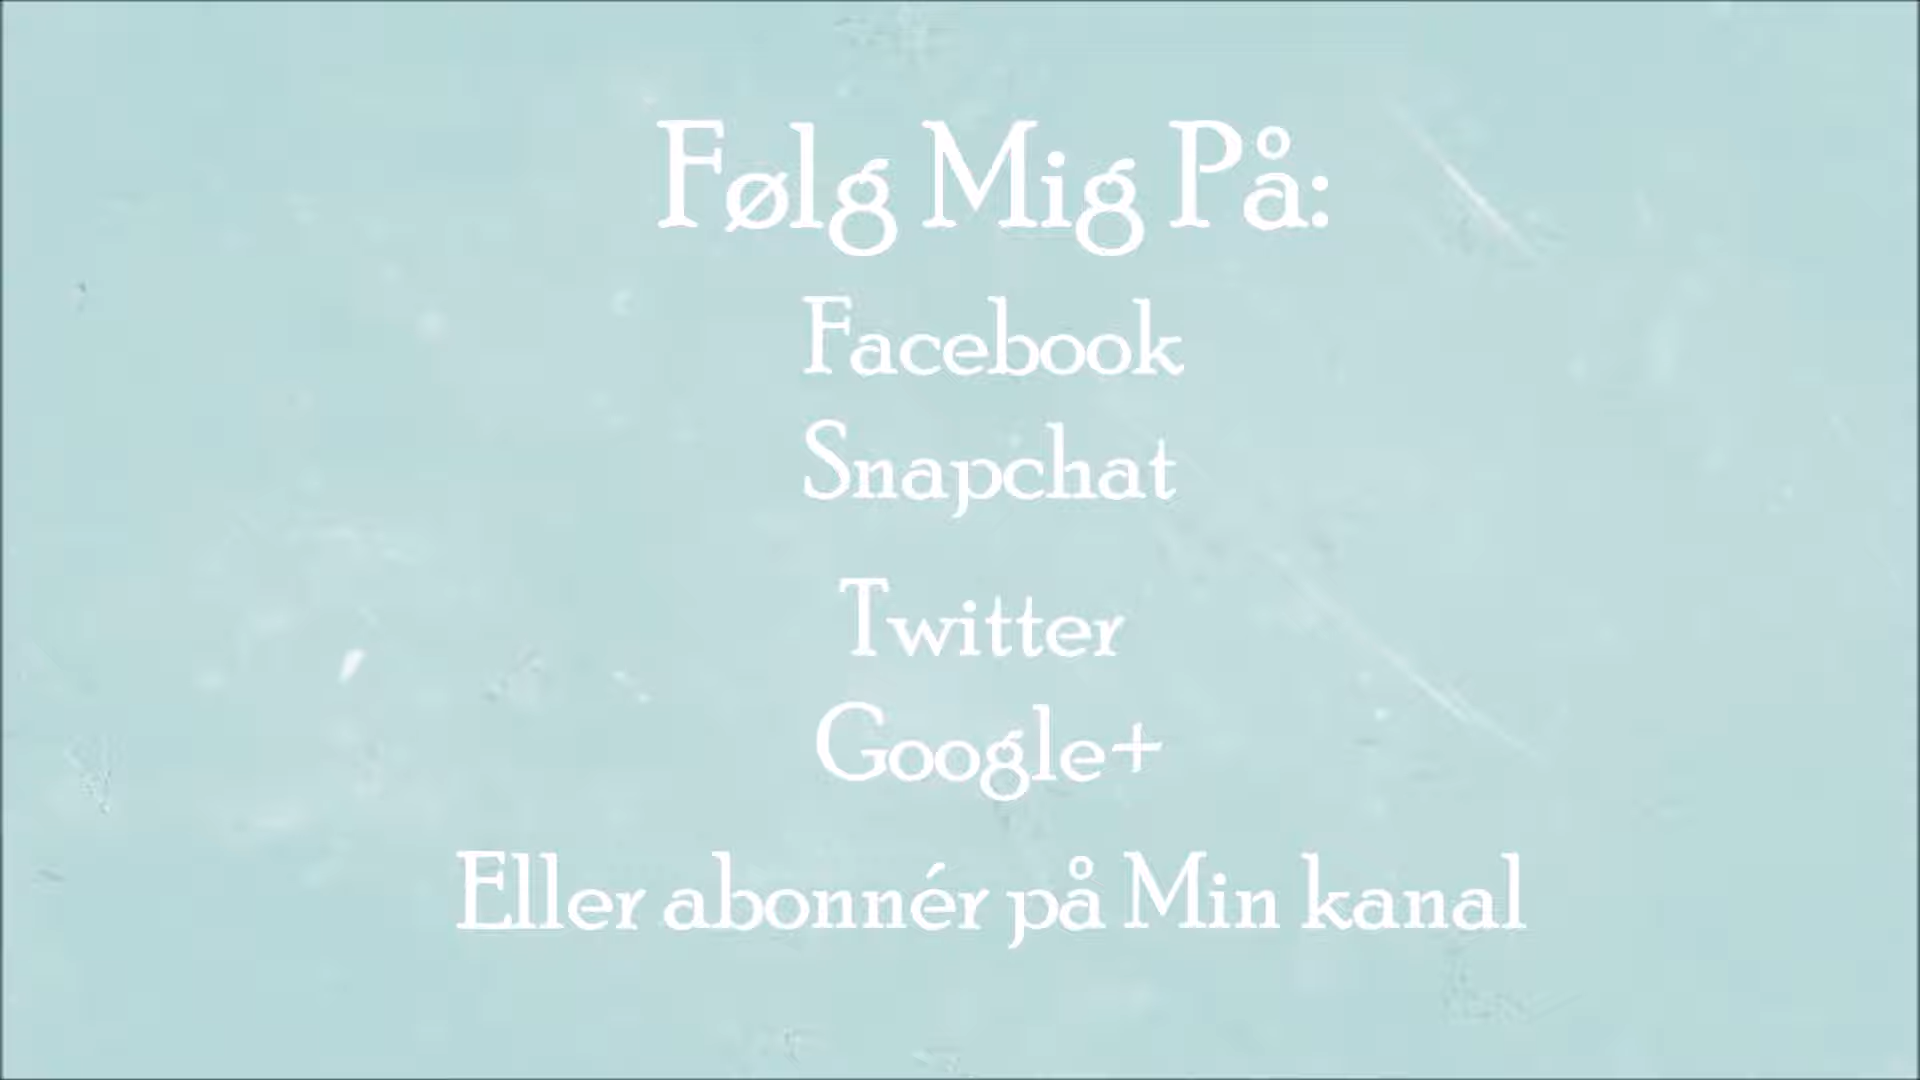 Følg Mig På:
Facebook
Snapchat
Twitter
Google+
Eller abonnér på Min kanal